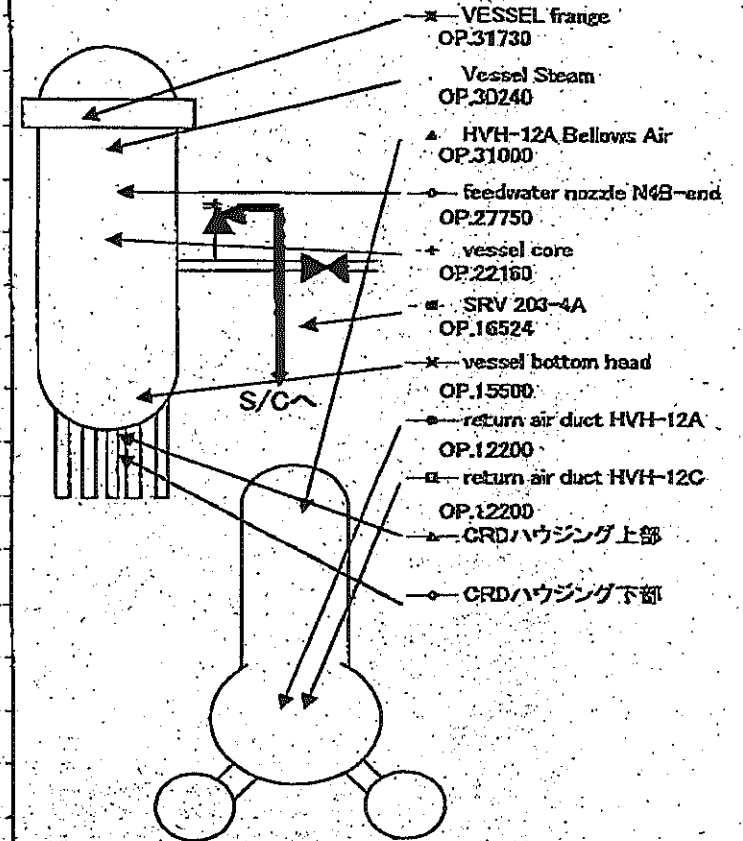 VESSEL frange
OP.31730
Vessel Steam
OP.30240
HVH-12A Bellows Air
OP.31000
feedwater nozzle N4B-end
OP.27750
vessel core
OP.22160
SRV 203-4A
OP.16524
S/Cへ
vessel bottom head
OP.15500
return air duct HVH-12A
OP.12200
return air duct HVH-12C
OP.12200
CRDハウジング上部
CRDハウジング下部